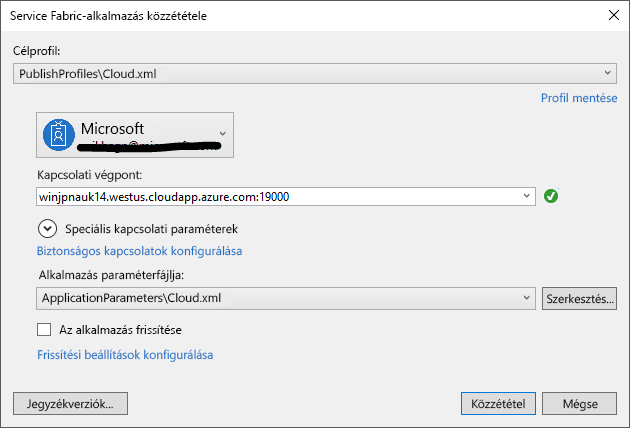 Service Fabric-alkalmazás közzététele
Célprofil:
PublishProfiles\Cloud.xml
Profil mentése
Microsoft
Kapcsolati végpont:
winjpnauk14.westus.cloudapp.azure.com:19000
Speciális kapcsolati paraméterek
Biztonságos kapcsolatok konfigurálása
Alkalmazás paraméterfájlja:
ApplicationParameters\Cloud.xml
Szerkesztés...
Az alkalmazás frissítése
Frissítési beállítások konfigurálása
Jegyzékverziók...
Közzététel
Mégse